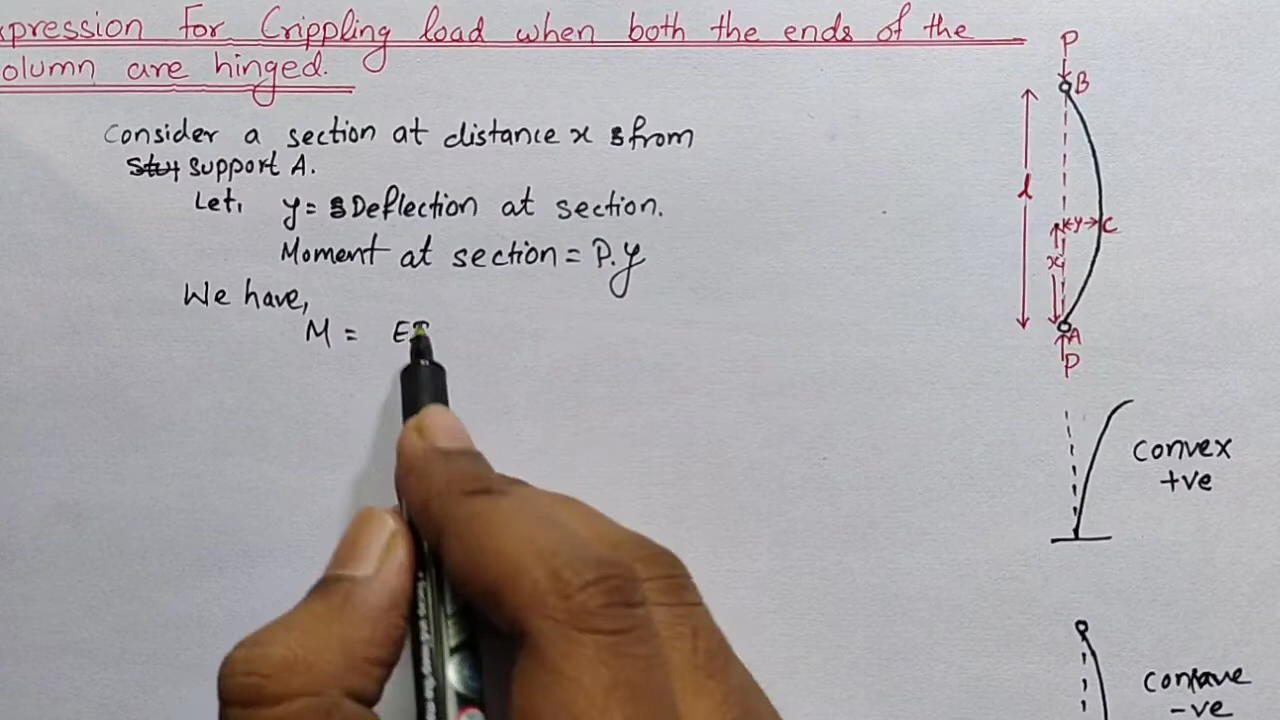 pression for Crippling load when both the ends of the
olumn are hinged.
Consider a section at distance x from
support A.
Let, y = Deflection at section.
Moment at section = P.y
We have,
M = EI
P
B
l
y
C
x
A
P
convex
+ve
concave
-ve